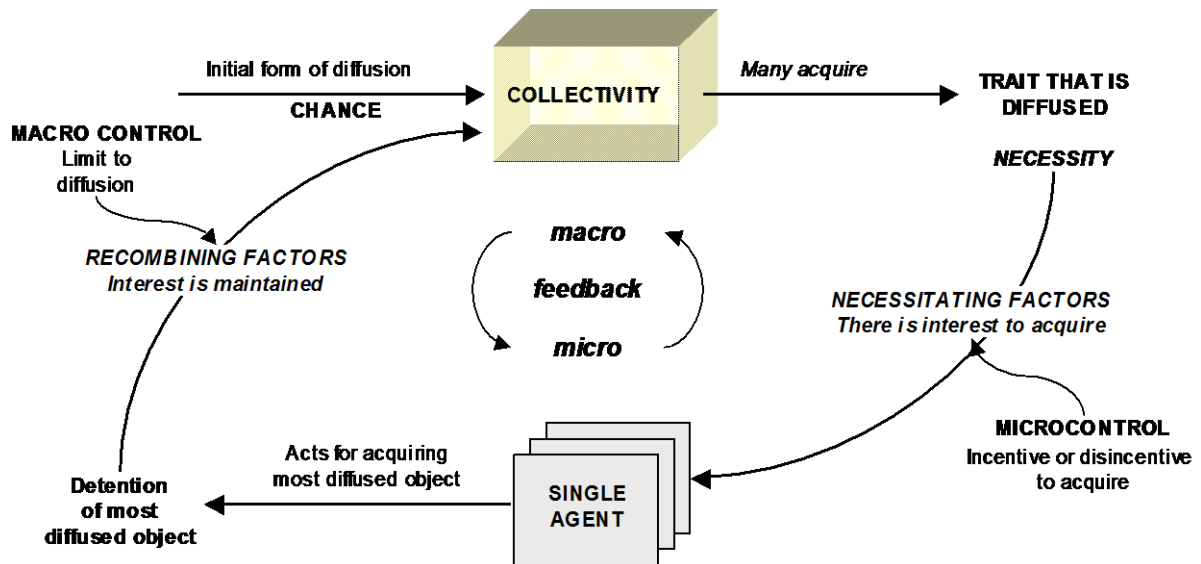 Initial form of diffusion
CHANCE
COLLECTIVITY
Many acquire
TRAIT THAT IS
DIFFUSED
NECESSITY
MACRO CONTROL
Limit to
diffusion
RECOMBINING FACTORS
Interest is maintained
macro
feedback
micro
NECESSITATING FACTORS
There is interest to acquire
MICROCONTROL
Incentive or disincentive
to acquire
SINGLE
AGENT
Acts for acquiring
most diffused object
Detention
of most
diffused object